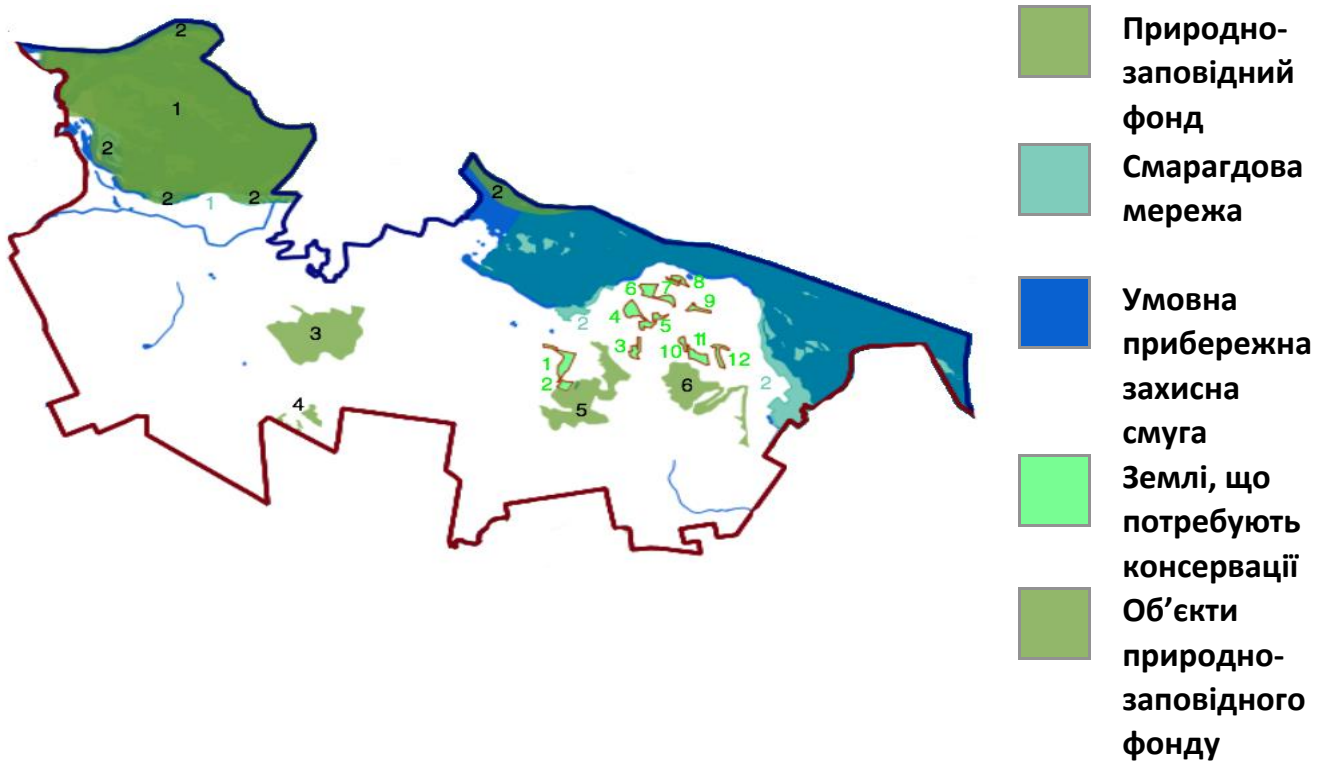 2
1
2
2
2
1
2
3
4
1
2
3
4
5
6
7
8
9
10
11
12
2
5
6
2
Природно-
заповідний
фонд
Смарагдова
мережа
Умовна
прибережна
захисна
смуга
Землі, що
потребують
консервації
Об’єкти
природно-
заповідного
фонду